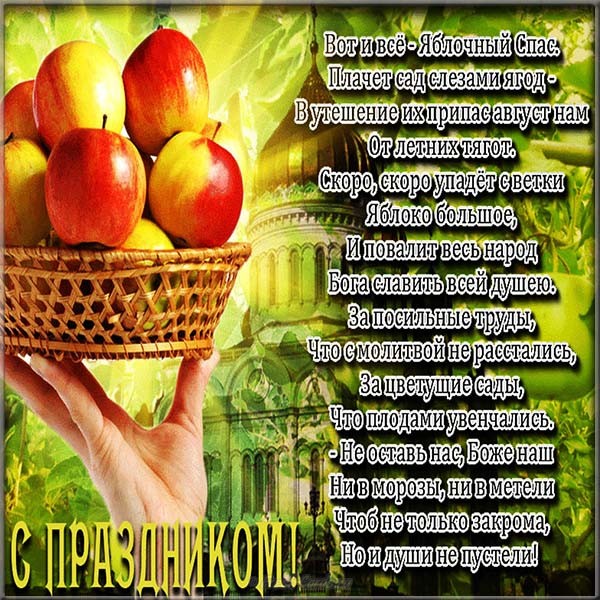 Вот и всё - Яблочный Спас.
Плачет сад слезами ягод -
В утешение их припас август нам
От летних тягот.
Скоро, скоро упадёт с ветки
Яблоко большое,
И повалит весь народ
Бога славить всей душею.
За посильные труды,
Что с молитвой не расстались,
За цветущие сады,
Что плодами увенчались.
- Не оставь нас, Боже наш
Ни в морозы, ни в метели
Чтоб не только закрома,
Но и души не пустели!
С ПРАЗДНИКОМ!